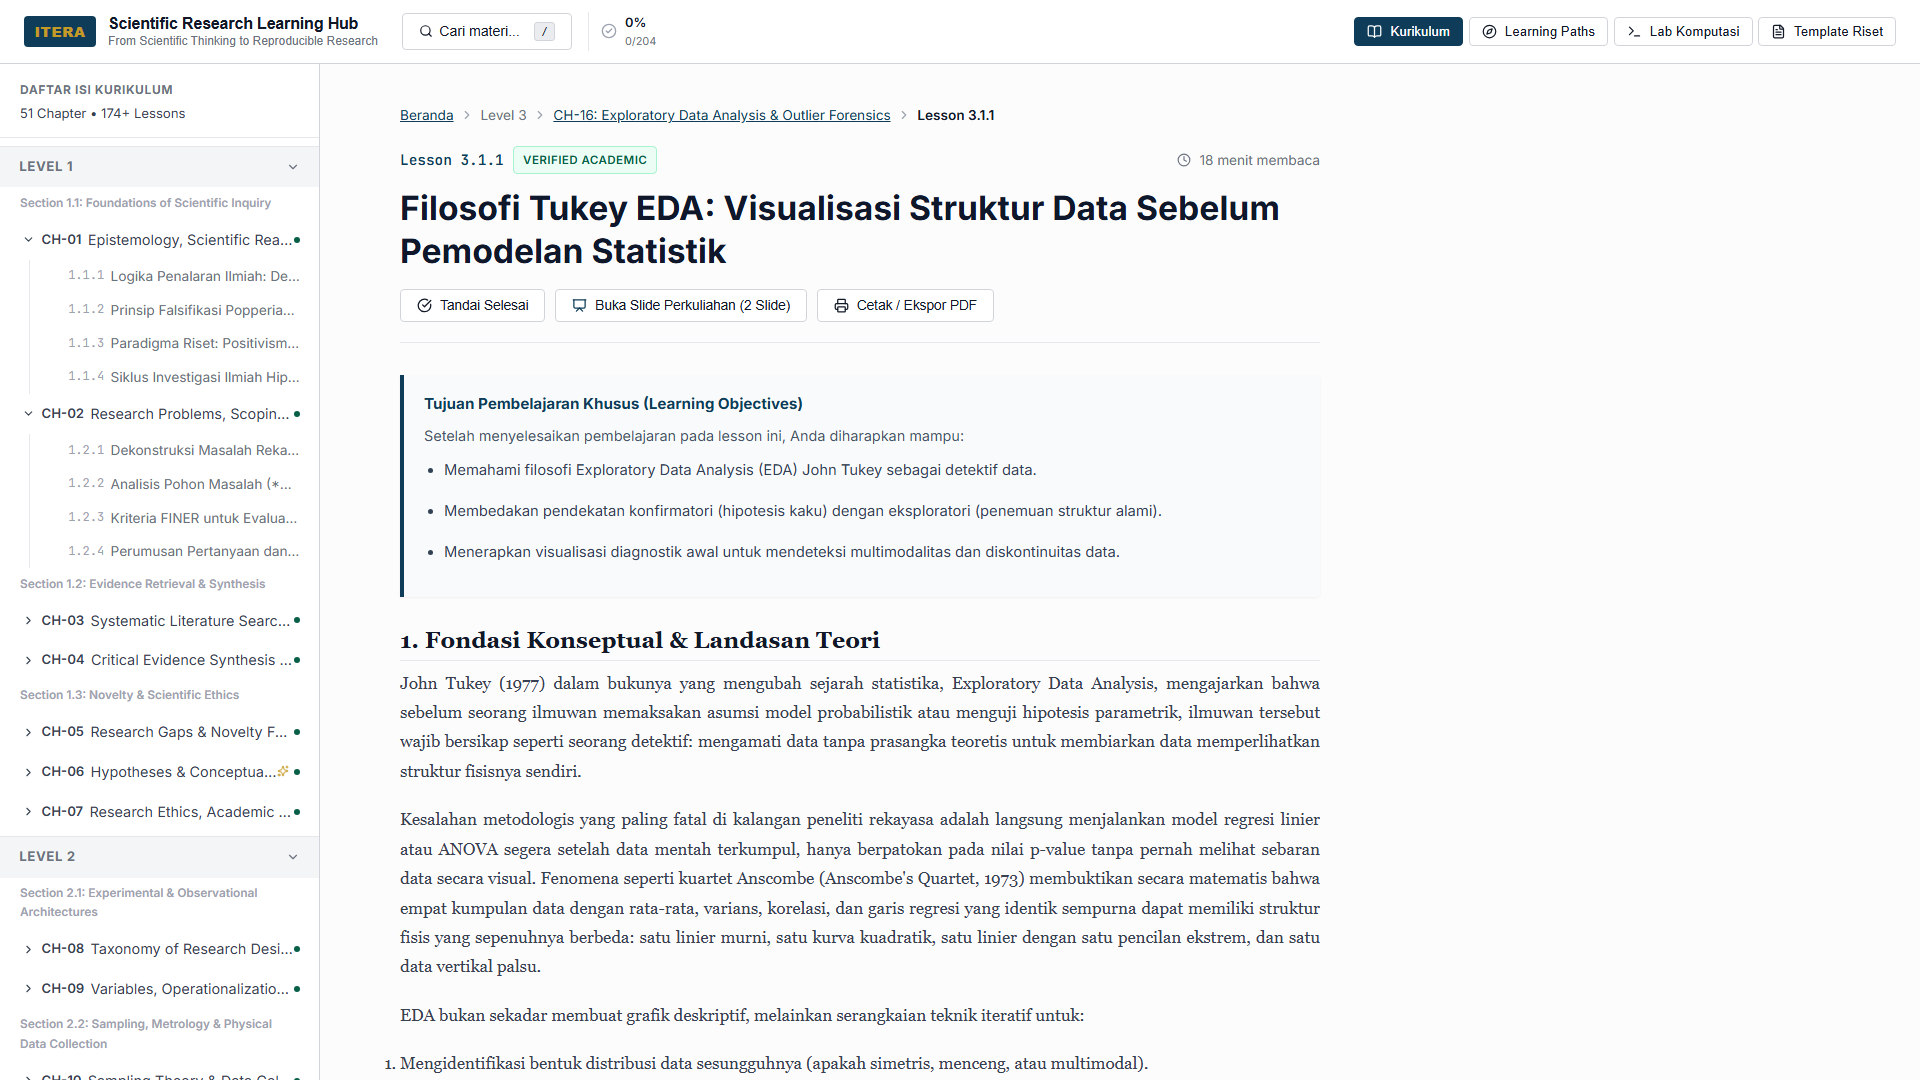 ITERA
Scientific Research Learning Hub
From Scientific Thinking to Reproducible Research
Cari materi...
/
0%
0/204
Kurikulum
Learning Paths
Lab Komputasi
Template Riset
DAFTAR ISI KURIKULUM
51 Chapter • 174+ Lessons
LEVEL 1
Section 1.1: Foundations of Scientific Inquiry
CH-01 Epistemology, Scientific Rea...
1.1.1 Logika Penalaran Ilmiah: De...
1.1.2 Prinsip Falsifikasi Popperia...
1.1.3 Paradigma Riset: Positivism...
1.1.4 Siklus Investigasi Ilmiah Hip...
CH-02 Research Problems, Scopin...
1.2.1 Dekonstruksi Masalah Reka...
1.2.2 Analisis Pohon Masalah (*...
1.2.3 Kriteria FINER untuk Evalua...
1.2.4 Perumusan Pertanyaan dan...
Section 1.2: Evidence Retrieval & Synthesis
CH-03 Systematic Literature Searc...
CH-04 Critical Evidence Synthesis ...
Section 1.3: Novelty & Scientific Ethics
CH-05 Research Gaps & Novelty F...
CH-06 Hypotheses & Conceptua...
CH-07 Research Ethics, Academic ...
LEVEL 2
Section 2.1: Experimental & Observational
Architectures
CH-08 Taxonomy of Research Desi...
CH-09 Variables, Operationalizatio...
Section 2.2: Sampling, Metrology & Physical
Data Collection
CH-10 Sampling Theory & Data Col...
Beranda > Level 3 > CH-16: Exploratory Data Analysis & Outlier Forensics > Lesson 3.1.1
Lesson 3.1.1 VERIFIED ACADEMIC
18 menit membaca
Filosofi Tukey EDA: Visualisasi Struktur Data Sebelum
Pemodelan Statistik
Tandai Selesai
Buka Slide Perkuliahan (2 Slide)
Cetak / Ekspor PDF
Tujuan Pembelajaran Khusus (Learning Objectives)
Setelah menyelesaikan pembelajaran pada lesson ini, Anda diharapkan mampu:
• Memahami filosofi Exploratory Data Analysis (EDA) John Tukey sebagai detektif data.
• Membedakan pendekatan konfirmatori (hipotesis kaku) dengan eksploratori (penemuan struktur alami).
• Menerapkan visualisasi diagnostik awal untuk mendeteksi multimodalitas dan diskontinuitas data.
1. Fondasi Konseptual & Landasan Teori
John Tukey (1977) dalam bukunya yang mengubah sejarah statistika, Exploratory Data Analysis, mengajarkan bahwa
sebelum seorang ilmuwan memaksakan asumsi model probabilistik atau menguji hipotesis parametrik, ilmuwan tersebut
wajib bersikap seperti seorang detektif: mengamati data tanpa prasangka teoretis untuk membiarkan data memperlihatkan
struktur fisisnya sendiri.
Kesalahan metodologis yang paling fatal di kalangan peneliti rekayasa adalah langsung menjalankan model regresi linier
atau ANOVA segera setelah data mentah terkumpul, hanya berpatokan pada nilai p-value tanpa pernah melihat sebaran
data secara visual. Fenomena seperti kuartet Anscombe (Anscombe's Quartet, 1973) membuktikan secara matematis bahwa
empat kumpulan data dengan rata-rata, varians, korelasi, dan garis regresi yang identik sempurna dapat memiliki struktur
fisis yang sepenuhnya berbeda: satu linier murni, satu kurva kuadratik, satu linier dengan satu pencilan ekstrem, dan satu
data vertikal palsu.
EDA bukan sekadar membuat grafik deskriptif, melainkan serangkaian teknik iteratif untuk:
1. Mengidentifikasi bentuk distribusi data sesungguhnya (apakah simetris, menceng, atau multimodal).